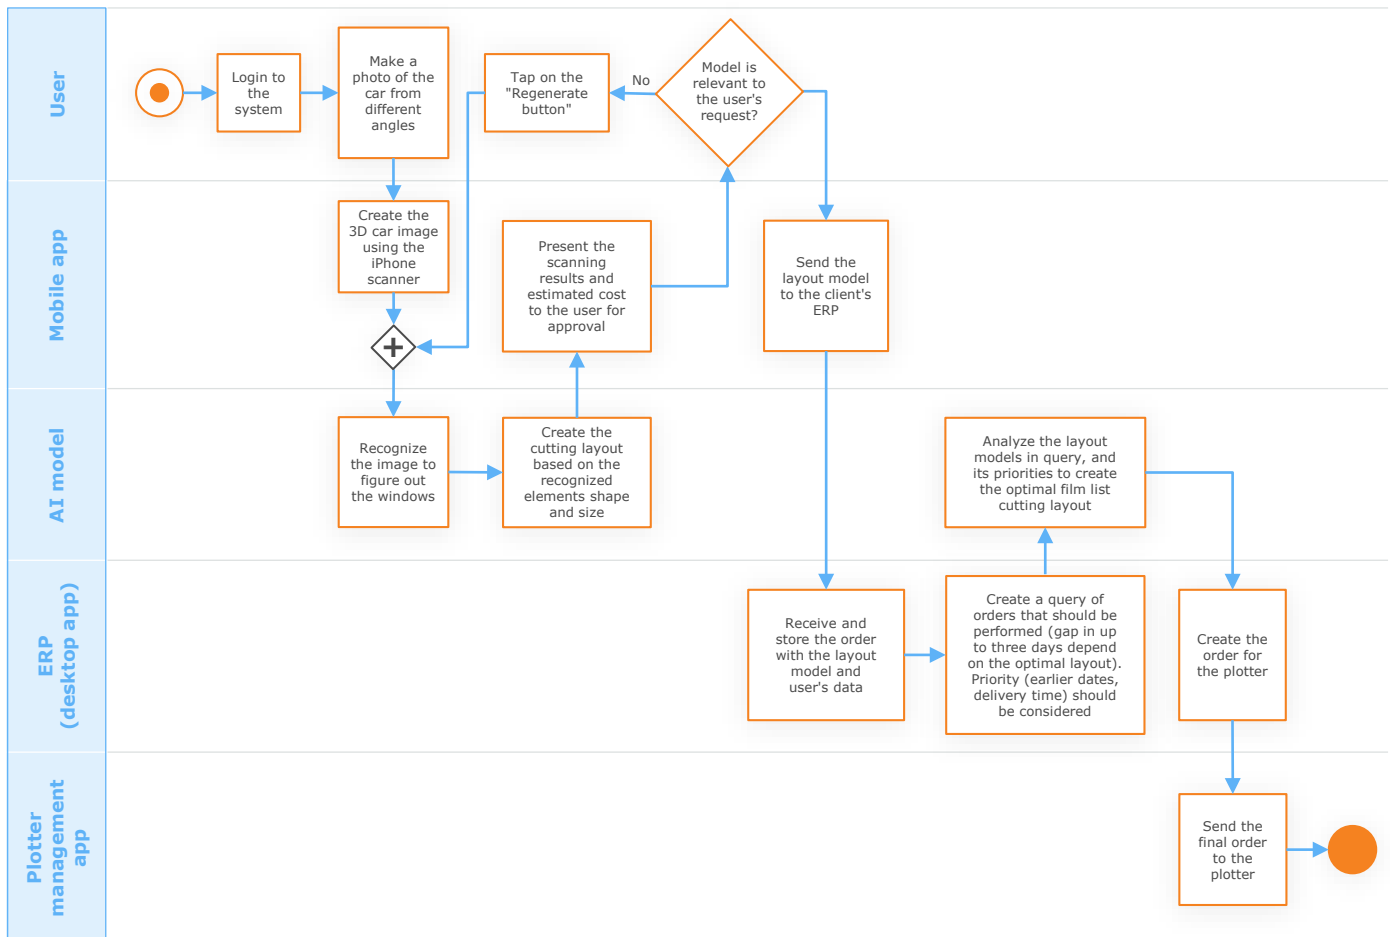 User
Login to
the
system
Make a
photo of the
car from
different
angles
Tap on the
"Regenerate
button"
No
Model is
relevant to
the user's
request?
Mobile app
Create the
3D car image
using the
iPhone
scanner
Present the
scanning
results and
estimated cost
to the user for
approval
Send the
layout model
to the client's
ERP
AI model
Recognize
the image to
figure out
the windows
Create the
cutting layout
based on the
recognized
elements shape
and size
Analyze the layout
models in query, and
its priorities to create
the optimal film list
cutting layout
ERP
(desktop app)
Receive and
store the order
with the layout
model and
user's data
Create a query of
orders that should be
performed (gap in up
to three days depend
on the optimal layout).
Priority (earlier dates,
delivery time) should
be considered
Create the
order for
the plotter
Plotter
management
app
Send the
final order
to the
plotter